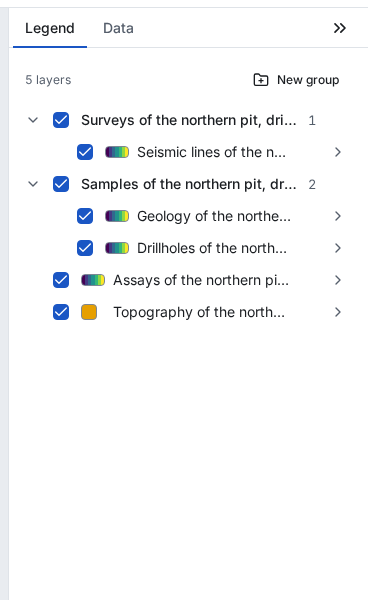 Legend Data
5 layers New group
Surveys of the northern pit, dri... 1
Seismic lines of the n...
Samples of the northern pit, dr... 2
Geology of the northe...
Drillholes of the north...
Assays of the northern pi...
Topography of the north...